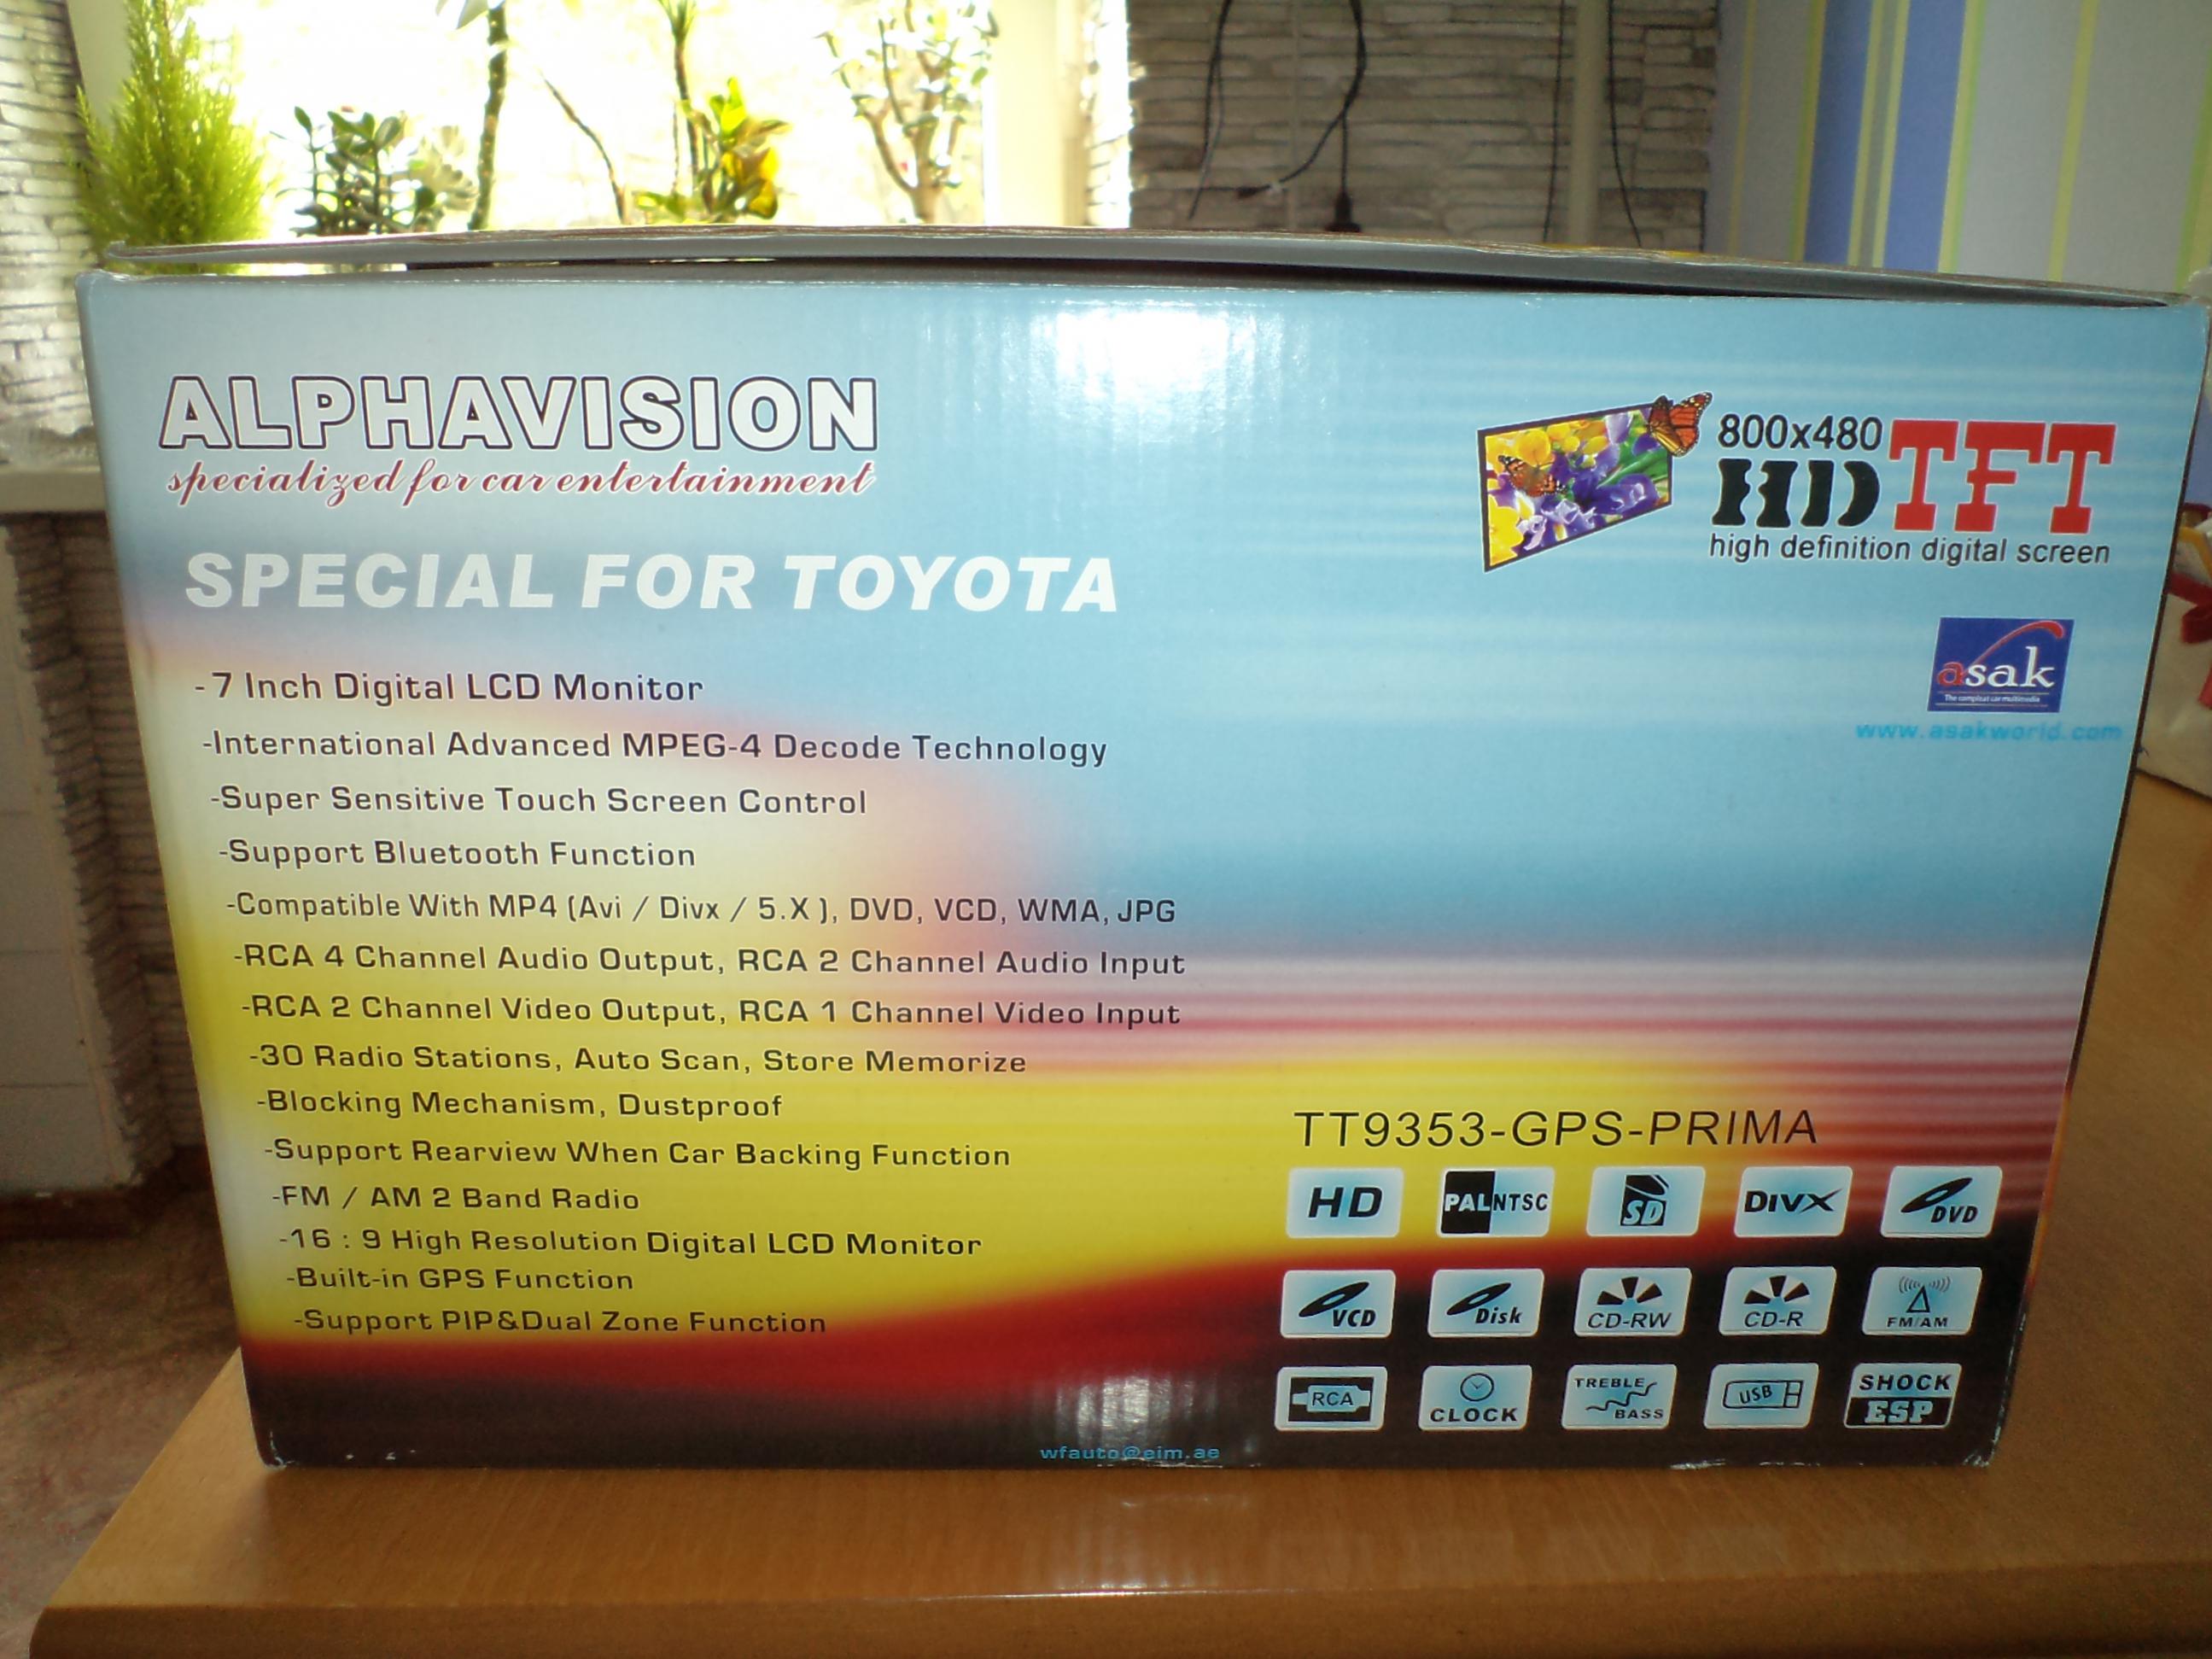 ALPHAVISION
specialized for car entertainment
SPECIAL FOR TOYOTA
800x480
HD TFT
high definition digital screen
asak
The compleat car multimedia
www.asakworld.com
-7 Inch Digital LCD Monitor
-International Advanced MPEG-4 Decode Technology
-Super Sensitive Touch Screen Control
-Support Bluetooth Function
-Compatible With MP4 (Avi / Divx / 5.X ), DVD, VCD, WMA, JPG
-RCA 4 Channel Audio Output, RCA 2 Channel Audio Input
-RCA 2 Channel Video Output, RCA 1 Channel Video Input
-30 Radio Stations, Auto Scan, Store Memorize
-Blocking Mechanism, Dustproof
-Support Rearview When Car Backing Function
-FM / AM 2 Band Radio
-16 : 9 High Resolution Digital LCD Monitor
-Built-in GPS Function
-Support PIP&Dual Zone Function
TT9353-GPS-PRIMA
HD PAL NTSC SD DIVX DVD
VCD Disk CD-RW CD-R FM/AM
RCA CLOCK TREBLE BASS USB SHOCK ESP
wfauto@eim.ae